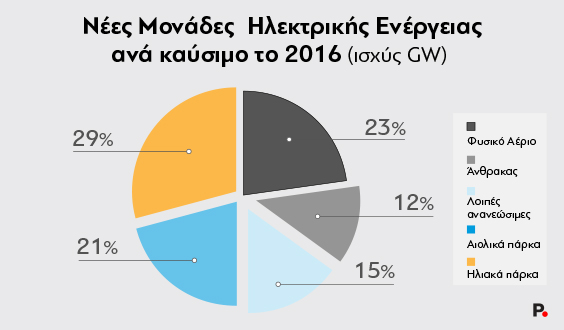 Νέες Μονάδες Ηλεκτρικής Ενέργειας
ανά καύσιμο το 2016 (ισχύς GW)
29%
23%
12%
21%
15%
Φυσικό Αέριο
Άνθρακας
Λοιπές
ανανεώσιμες
Αιολικά πάρκα
Ηλιακά πάρκα
P.